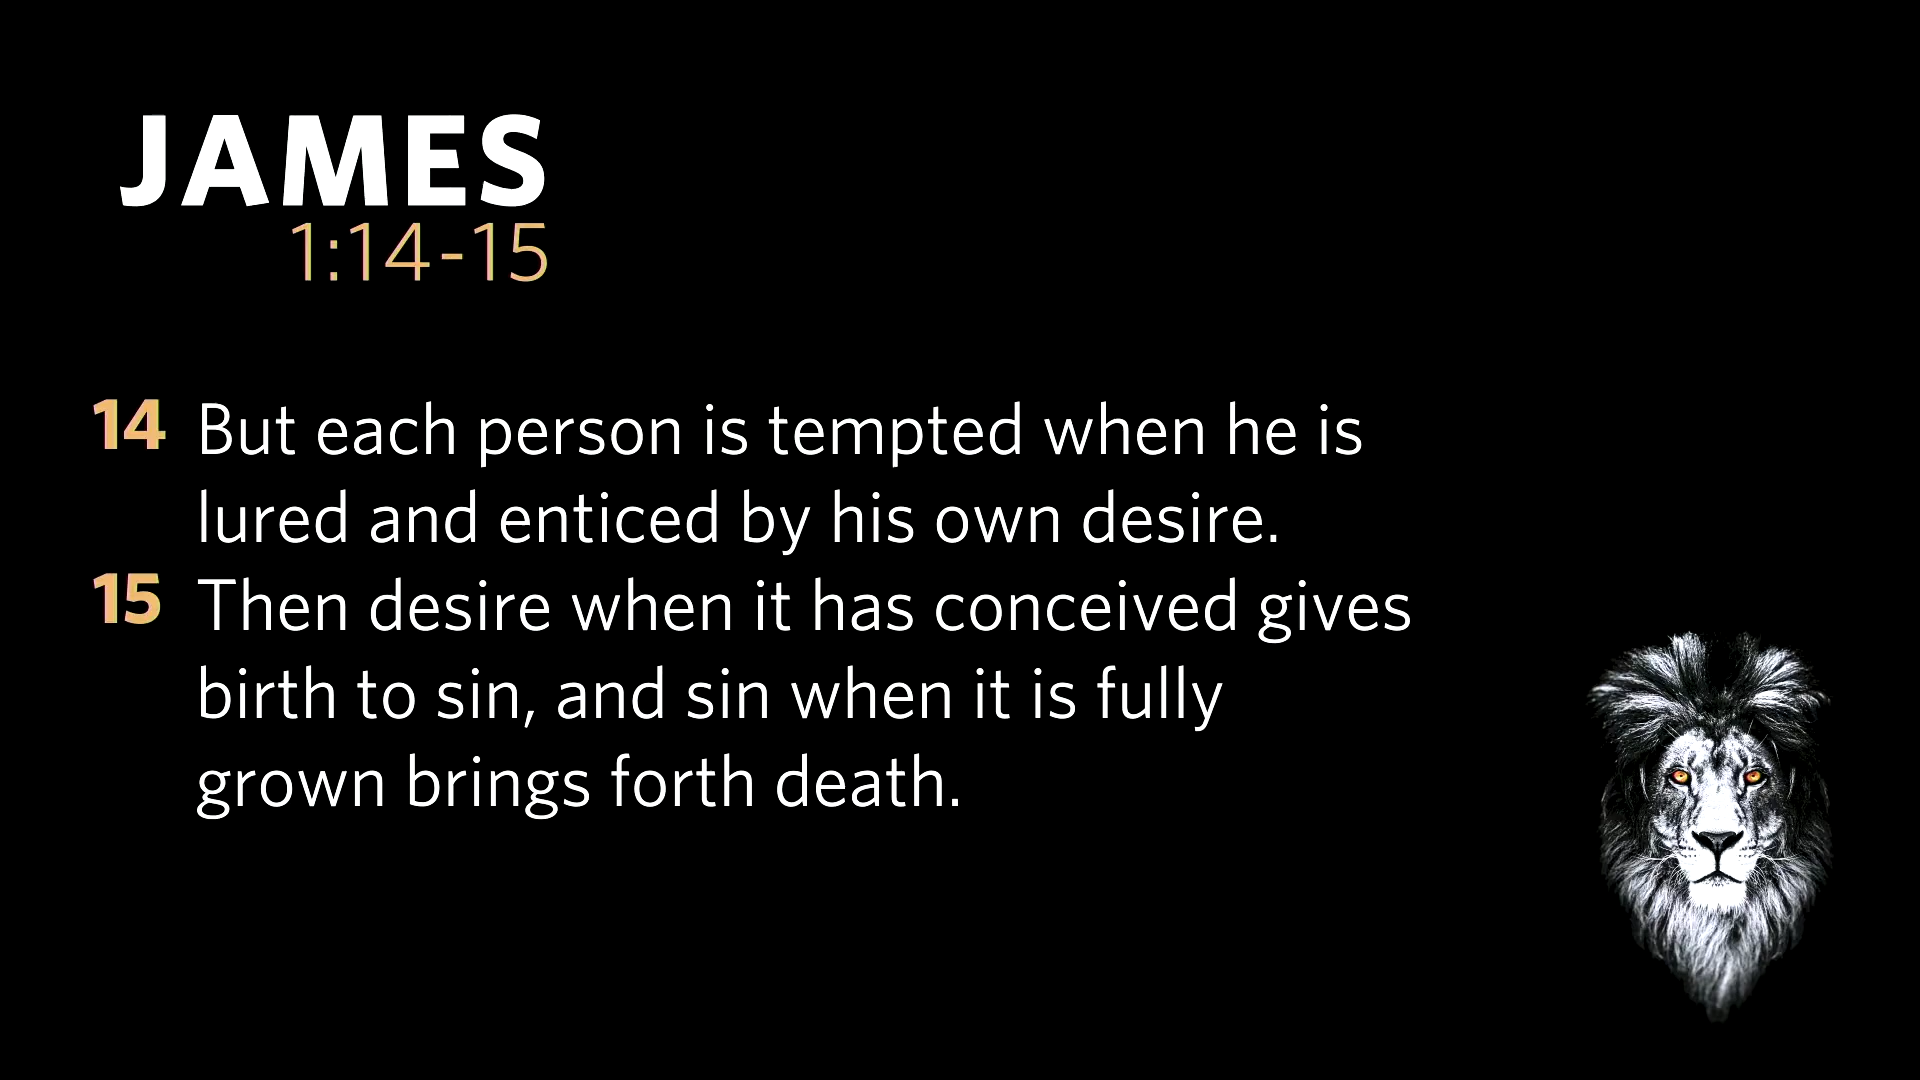 JAMES
1:14-15
14 But each person is tempted when he is
lured and enticed by his own desire.
15 Then desire when it has conceived gives
birth to sin, and sin when it is fully
grown brings forth death.